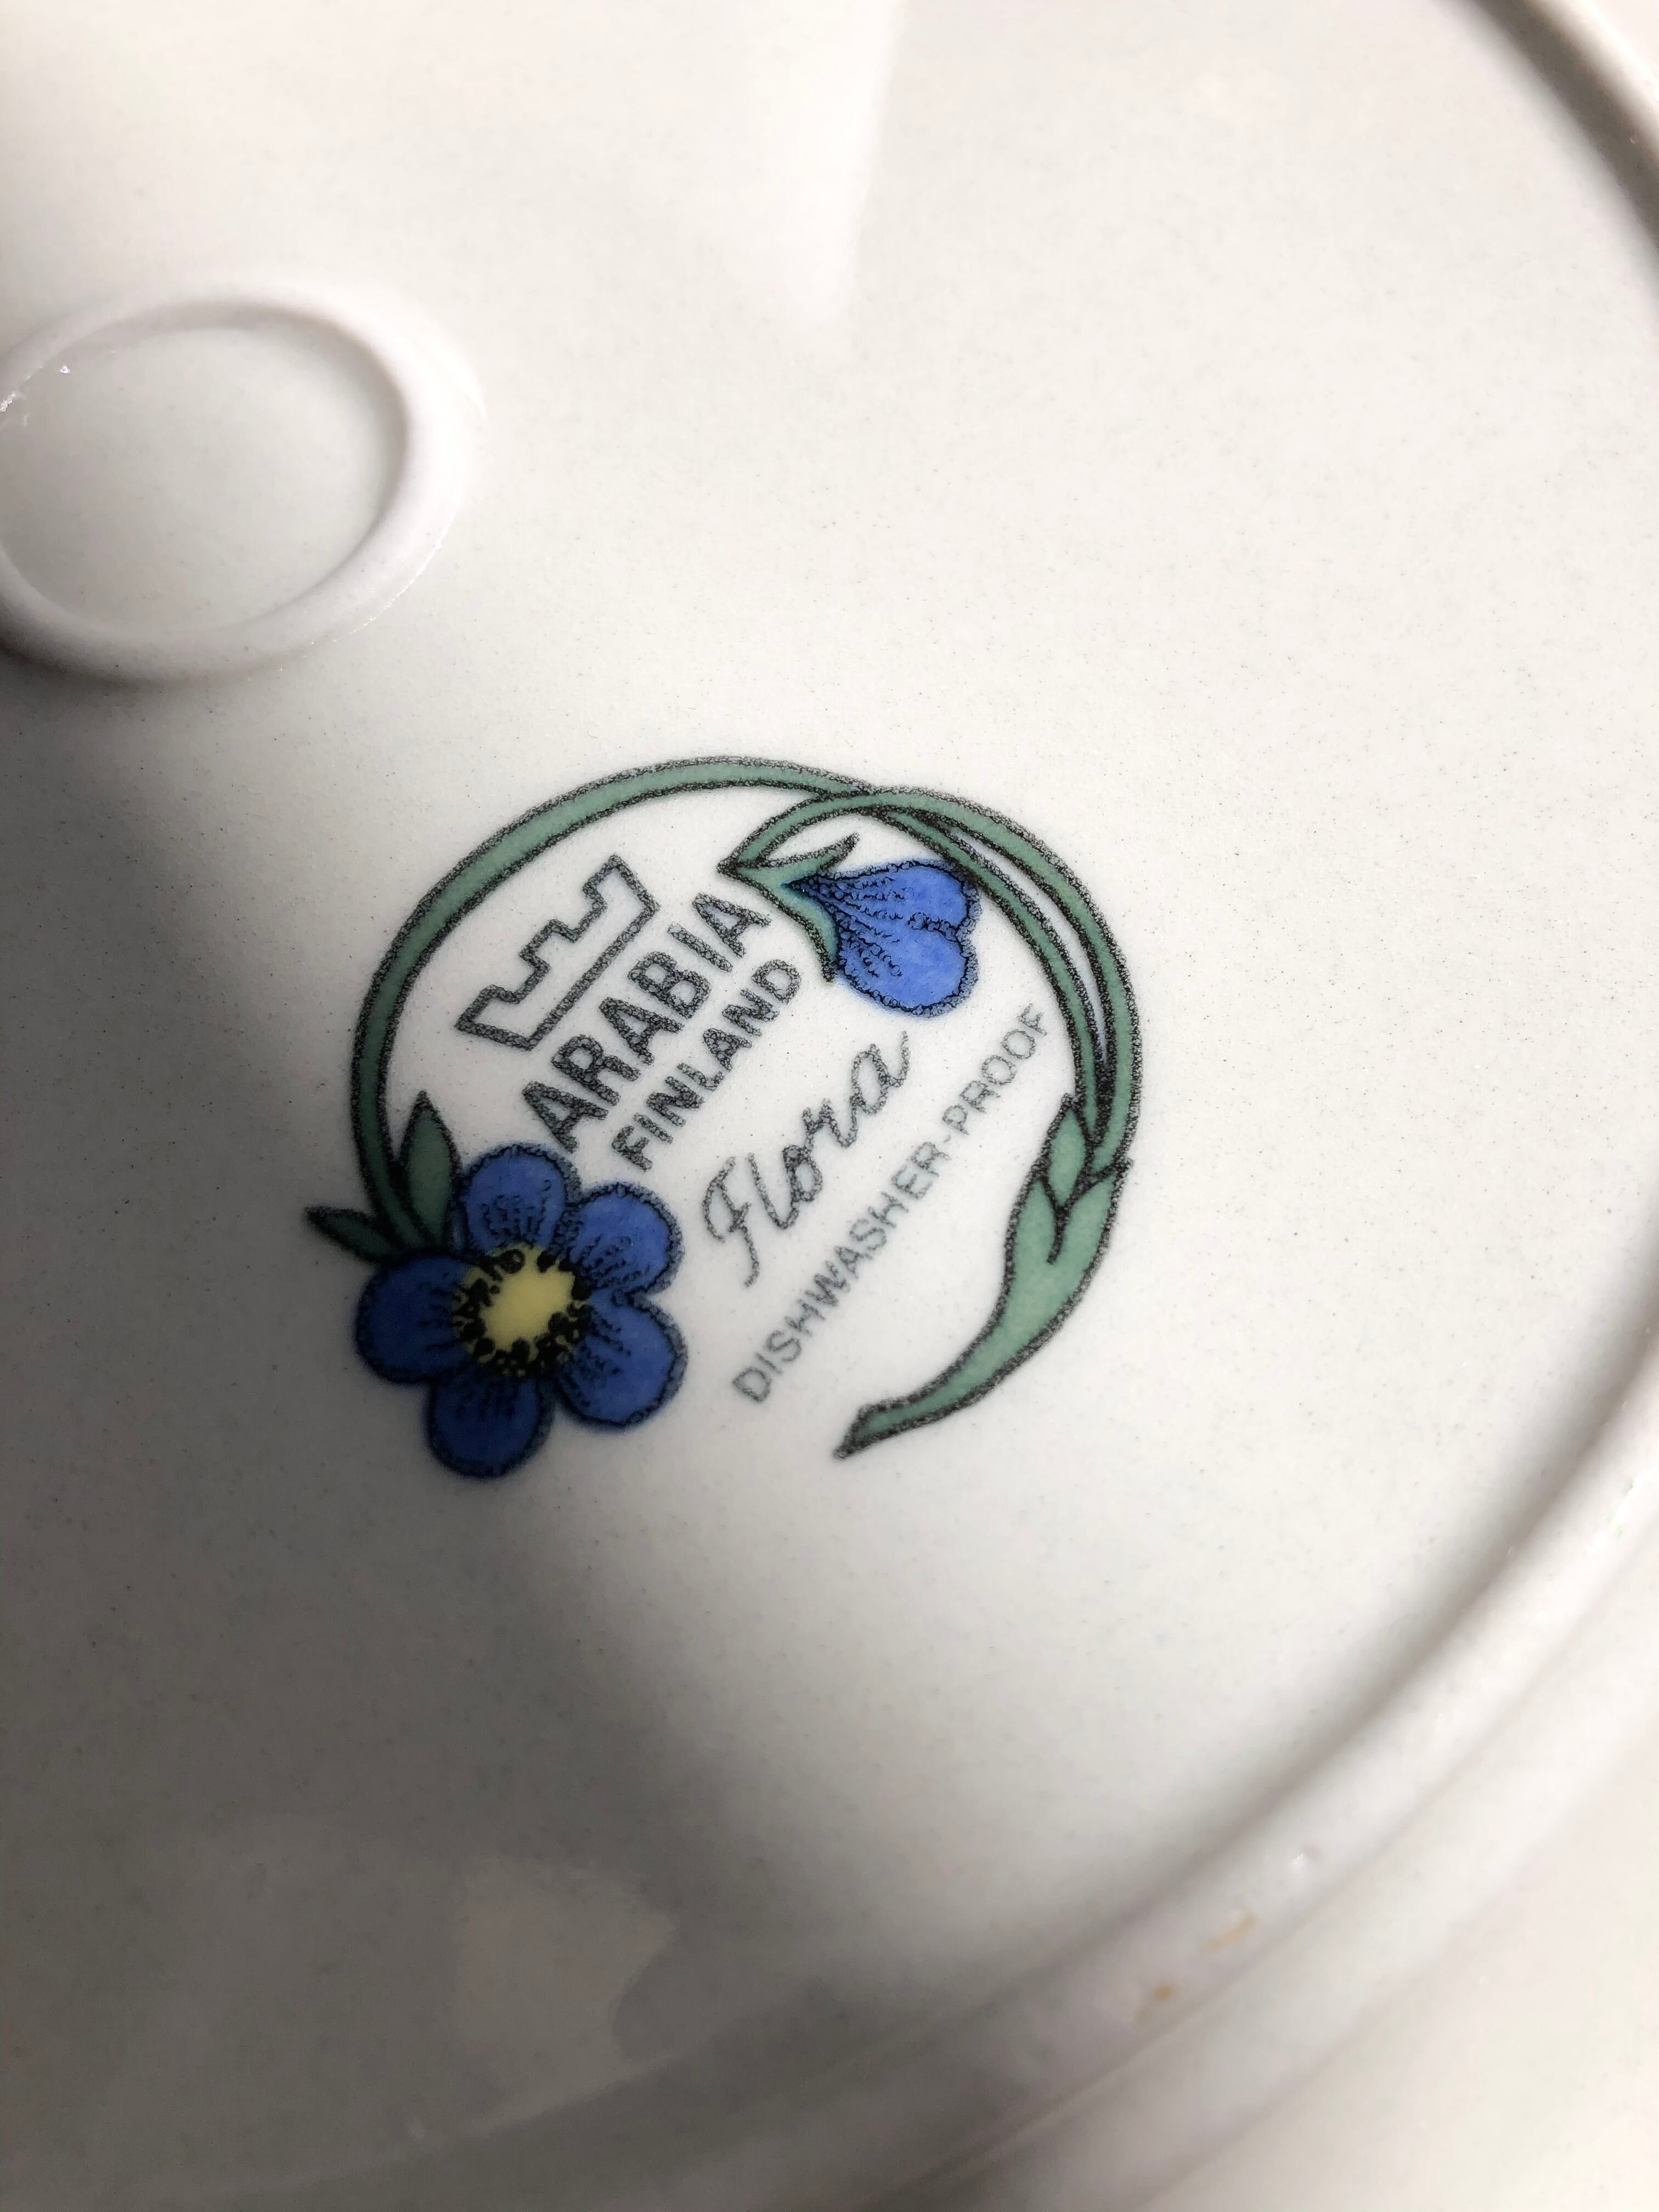 ARABIA
FINLAND
Flora
DISHWASHER-PROOF